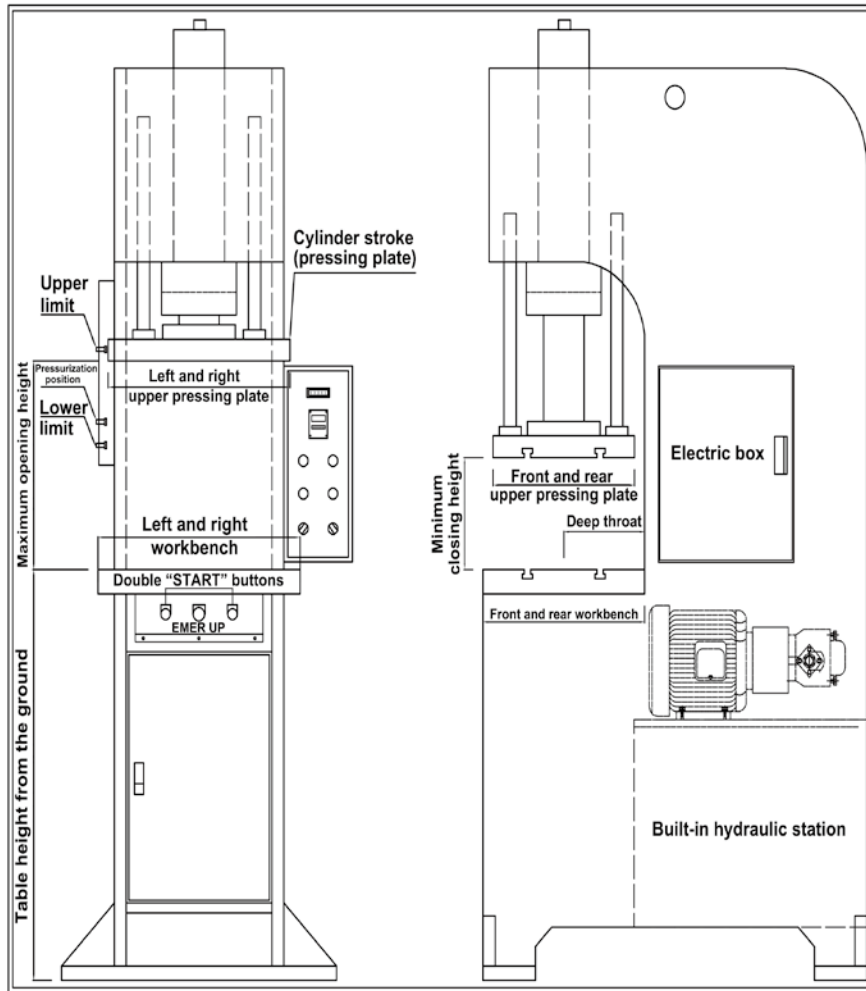 Cylinder stroke
(pressing plate)
Upper
limit
Pressurization
position
Lower
limit
Maximum opening height
Left and right
upper pressing plate
Left and right
workbench
Double “START” buttons
EMER UP
Table height from the ground
Front and rear
upper pressing plate
Deep throat
Minimum
closing height
Front and rear workbench
Electric box
Built-in hydraulic station